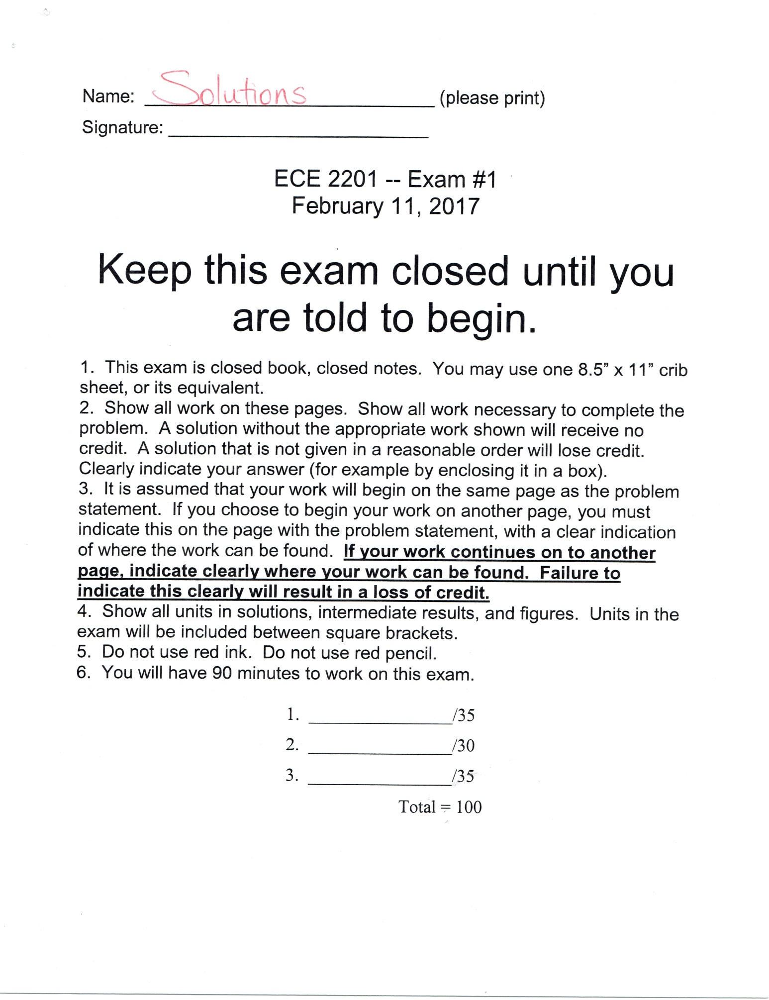 Name: Solutions (please print)
Signature:
ECE 2201 -- Exam #1
February 11, 2017
Keep this exam closed until you
are told to begin.
1. This exam is closed book, closed notes. You may use one 8.5" x 11" crib
sheet, or its equivalent.
2. Show all work on these pages. Show all work necessary to complete the
problem. A solution without the appropriate work shown will receive no
credit. A solution that is not given in a reasonable order will lose credit.
Clearly indicate your answer (for example by enclosing it in a box).
3. It is assumed that your work will begin on the same page as the problem
statement. If you choose to begin your work on another page, you must
indicate this on the page with the problem statement, with a clear indication
of where the work can be found. If your work continues on to another
page, indicate clearly where your work can be found. Failure to
indicate this clearly will result in a loss of credit.
4. Show all units in solutions, intermediate results, and figures. Units in the
exam will be included between square brackets.
5. Do not use red ink. Do not use red pencil.
6. You will have 90 minutes to work on this exam.
1. /35
2. /30
3. /35
Total = 100